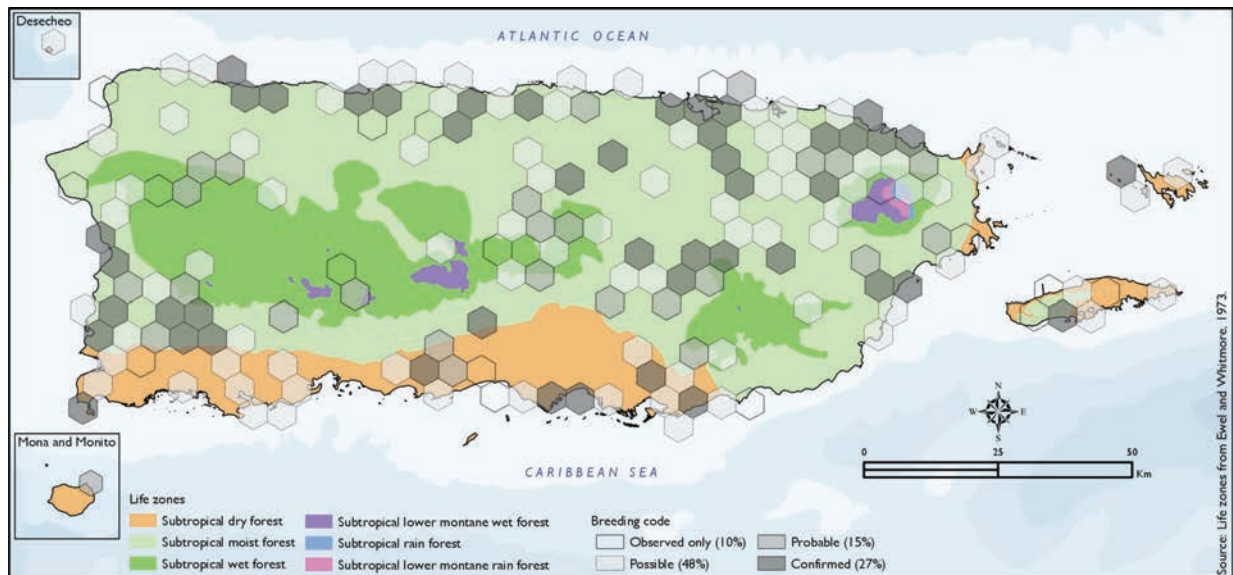 Desecheo
ATLANTIC OCEAN
Mona and Monito
CARIBBEAN SEA
N
W E
S
0 25 50
Km
Life zones
Subtropical dry forest
Subtropical moist forest
Subtropical wet forest
Subtropical lower montane wet forest
Subtropical rain forest
Subtropical lower montane rain forest
Breeding code
Observed only (10%)
Possible (48%)
Probable (15%)
Confirmed (27%)
Source: Life zones from Ewel and Whitmore, 1973.